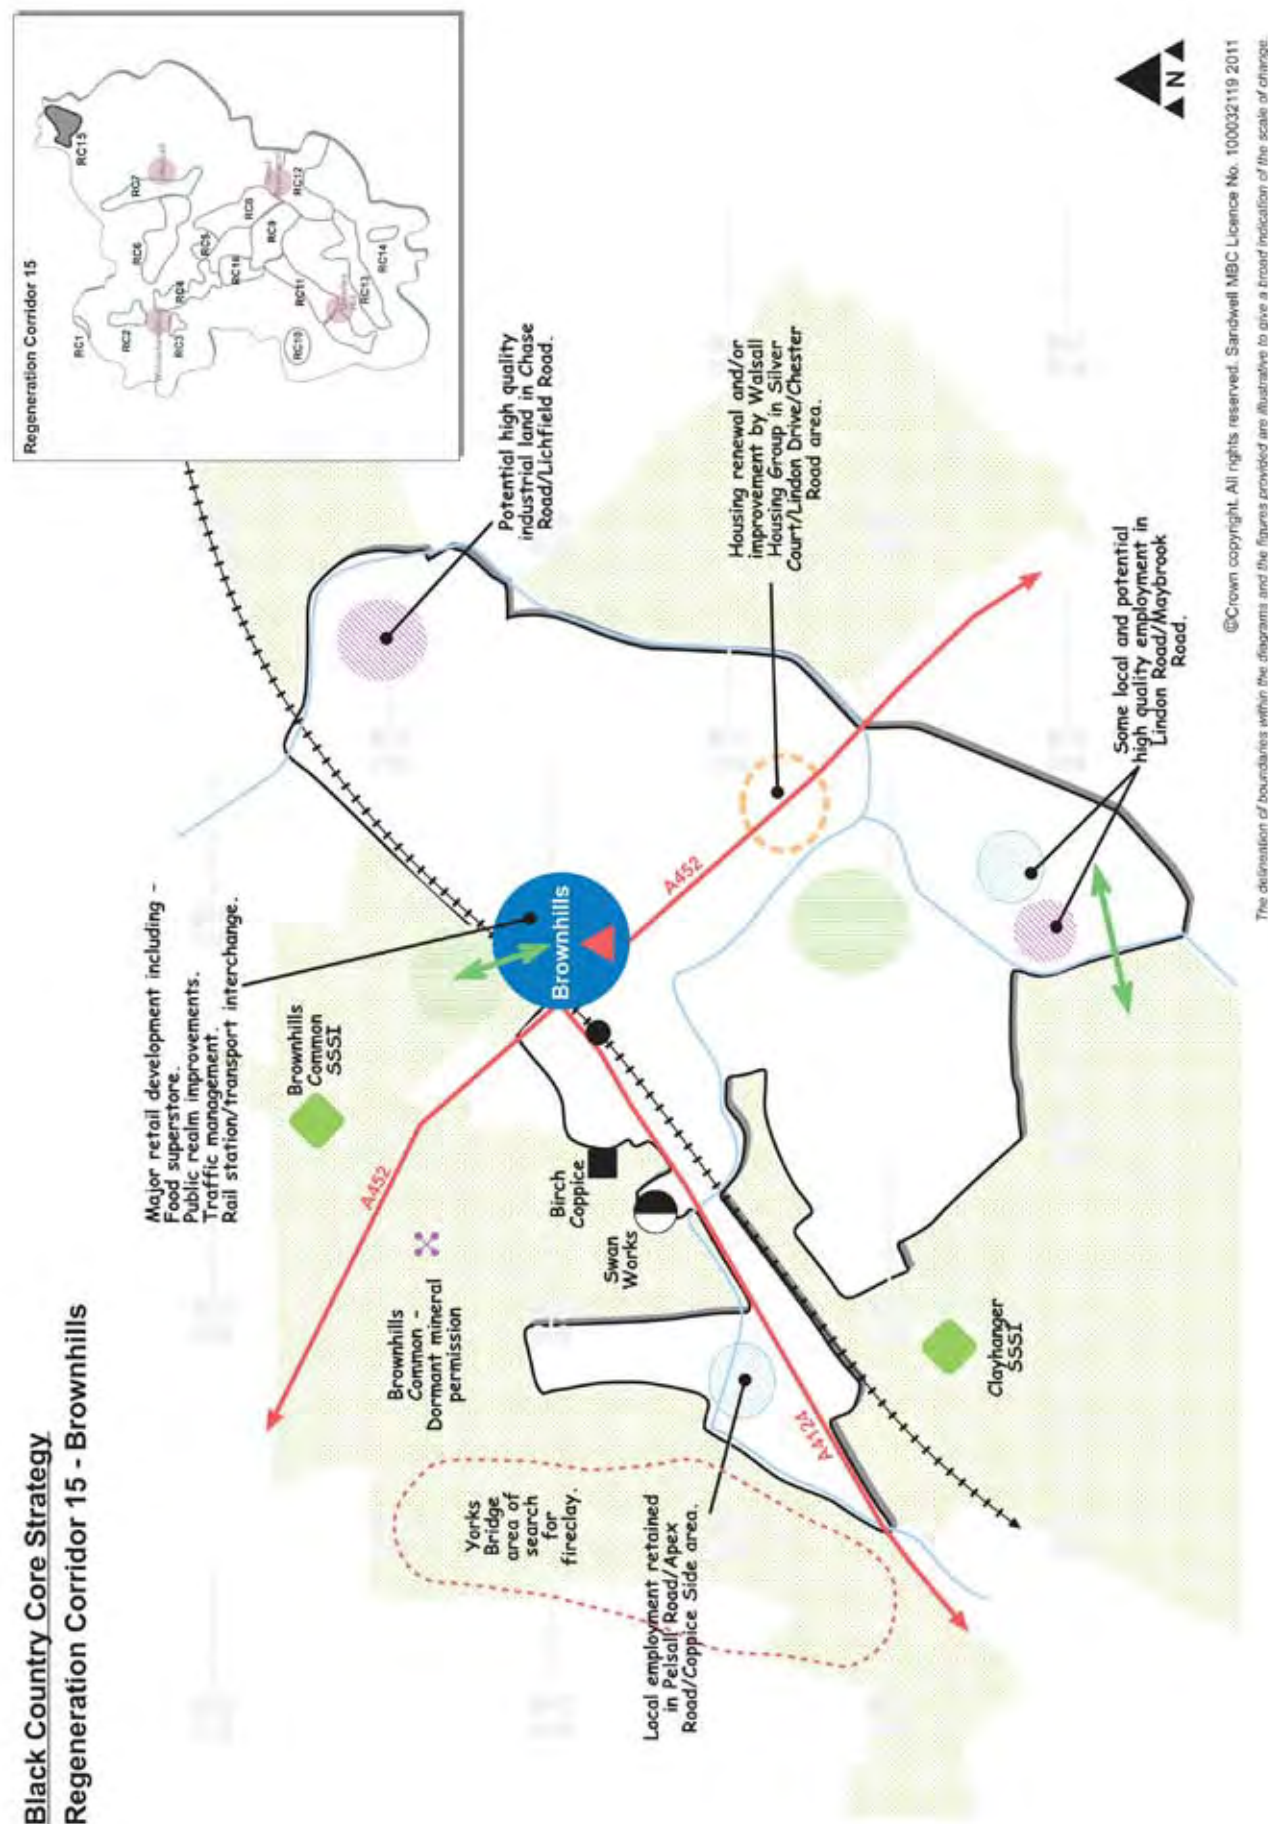 Black Country Core Strategy
Regeneration Corridor 15 - Brownhills
Regeneration Corridor 15
RC1
RC2
RC3
RC4
RC5
RC6
RC7
RC8
RC9
RC10
RC11
RC12
RC13
RC14
RC15
RC16
Major retail development including -
Food superstore.
Public realm improvements.
Traffic management.
Rail station/transport interchange.
Brownhills
Common
SSSI
A452
Brownhills
Common -
Dormant mineral
permission
Yorks
Bridge
area of
search
for
fireclay.
Birch
Coppice
Swan
Works
Brownhills
A452
Potential high quality
industrial land in Chase
Road/Lichfield Road.
Housing renewal and/or
improvement by Walsall
Housing Group in Silver
Court/Lindon Drive/Chester
Road area.
Local employment retained
in Pelsall Road/Apex
Road/Coppice Side area.
A4124
Clayhanger
SSSI
Some local and potential
high quality employment in
Lindon Road/Maybrook
Road.
N
©Crown copyright. All rights reserved. Sandwell MBC Licence No. 100032119 2011
The delineation of boundaries within the diagrams and the figures provided are illustrative to give a broad indication of the scale of change.